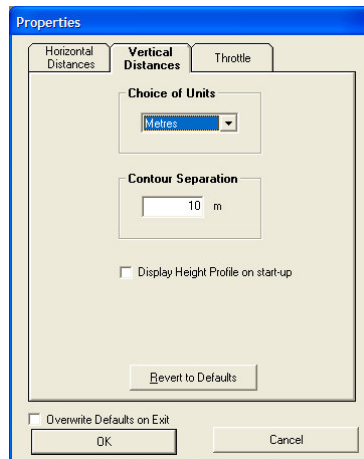 Properties
Horizontal
Distances
Vertical
Distances
Throttle
Choice of Units
Metres
Contour Separation
10 m
Display Height Profile on start-up
Revert to Defaults
Overwrite Defaults on Exit
OK
Cancel